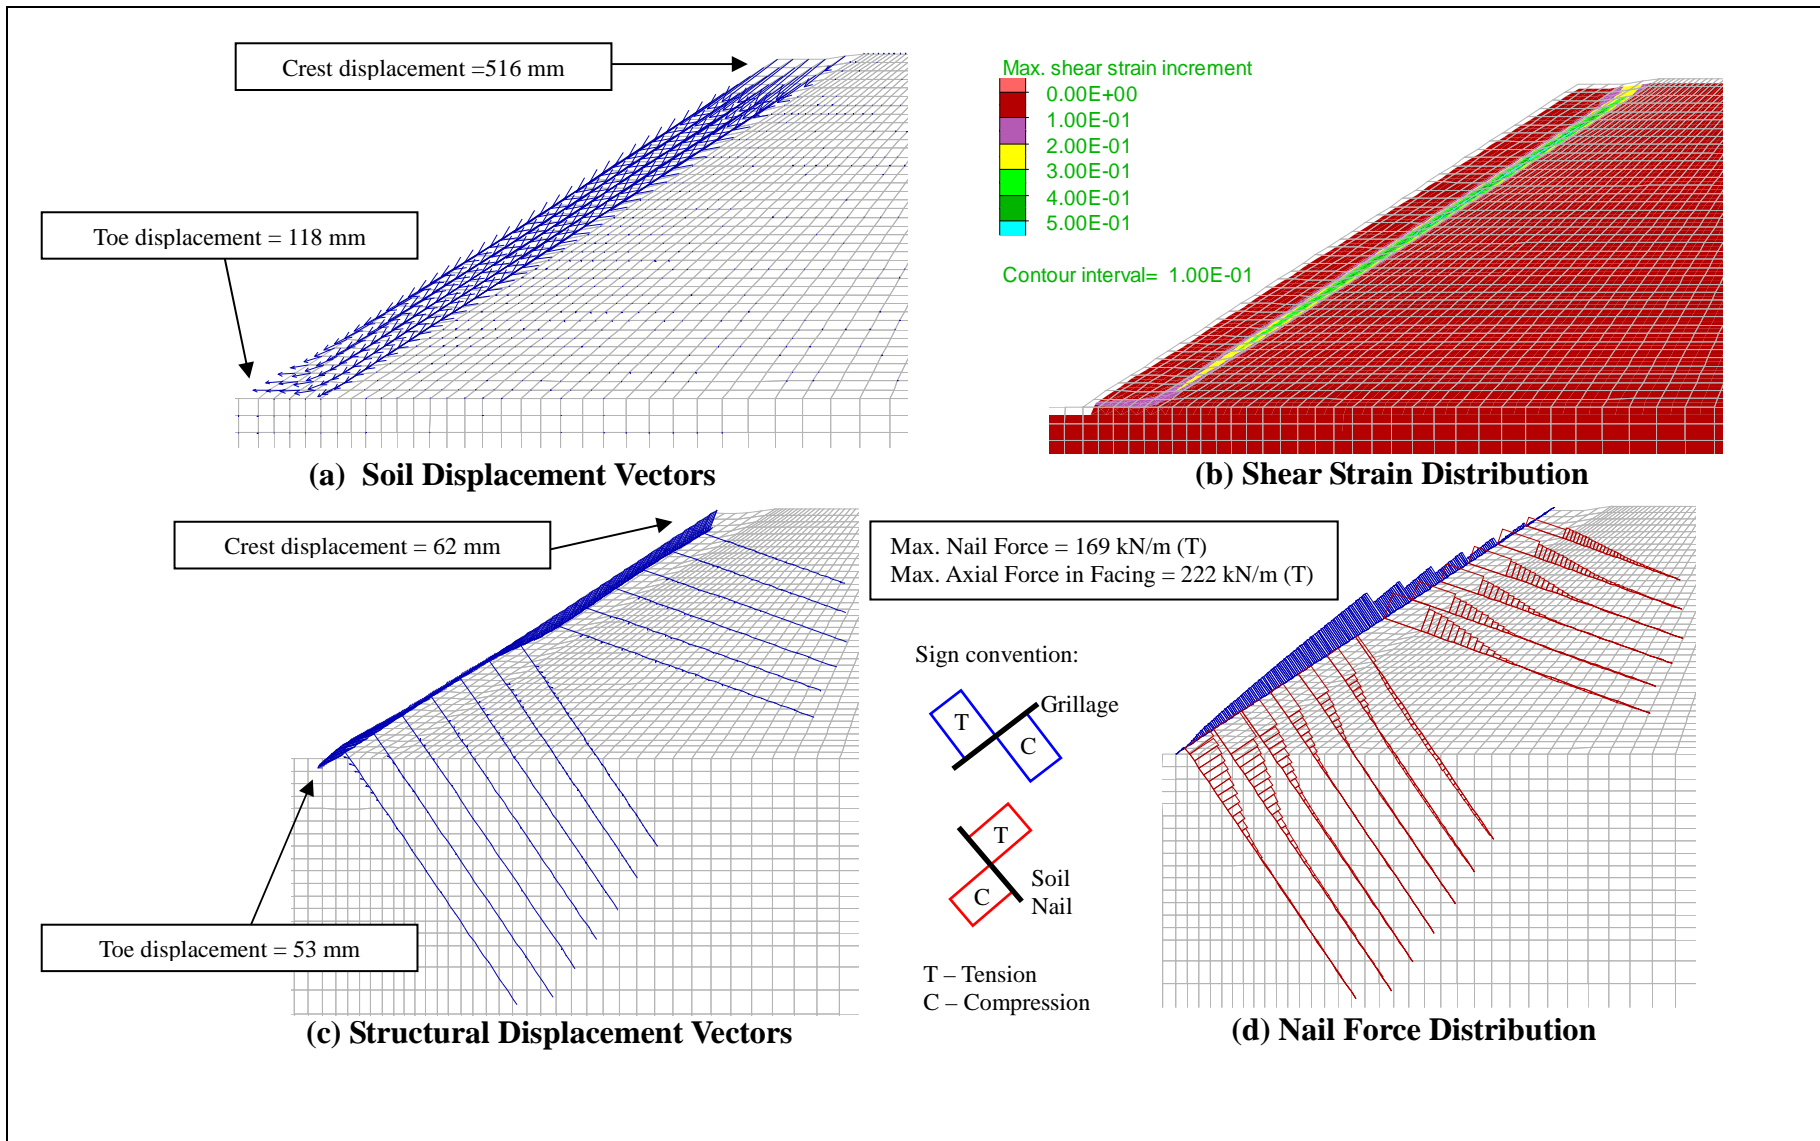 Crest displacement =516 mm
Toe displacement = 118 mm
(a) Soil Displacement Vectors
Max. shear strain increment
0.00E+00
1.00E-01
2.00E-01
3.00E-01
4.00E-01
5.00E-01
Contour interval= 1.00E-01
(b) Shear Strain Distribution
Crest displacement = 62 mm
Toe displacement = 53 mm
(c) Structural Displacement Vectors
Max. Nail Force = 169 kN/m (T)
Max. Axial Force in Facing = 222 kN/m (T)
Sign convention:
Grillage
T
C
T
C
Soil
Nail
T – Tension
C – Compression
(d) Nail Force Distribution